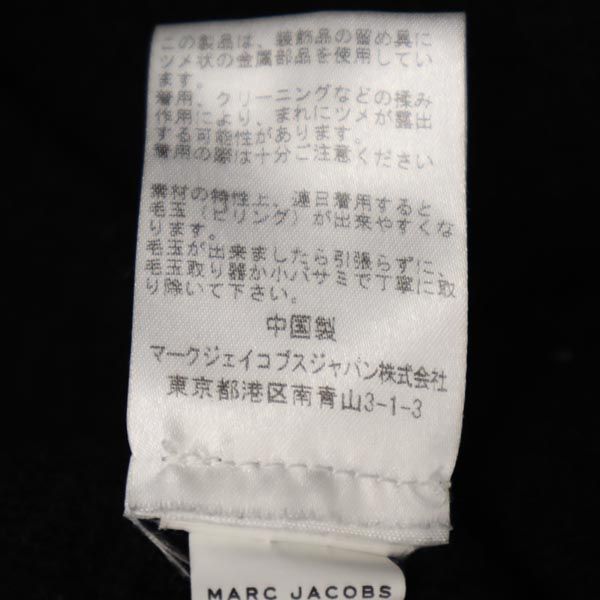 この製品は、装飾品の留め具に
ツメ状の金属部品を使用してい
ます。
着用、クリーニングなどの揉み
作用により、まれにツメが露出
する可能性があります。
着用の際は十分ご注意ください
素材の特性上、連日着用すると
毛玉（ピリング）が出来やすくな
ります。
毛玉が出来ましたら引張らずに、
毛玉取り器か小バサミで丁寧に取
り除いて下さい。
中国製
マークジェイコブスジャパン株式会社
東京都港区南青山3-1-3
MARC JACOBS